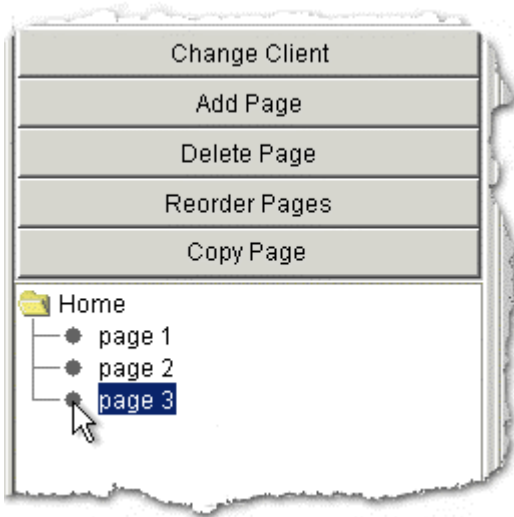 Change Client
Add Page
Delete Page
Reorder Pages
Copy Page
Home
page 1
page 2
page 3